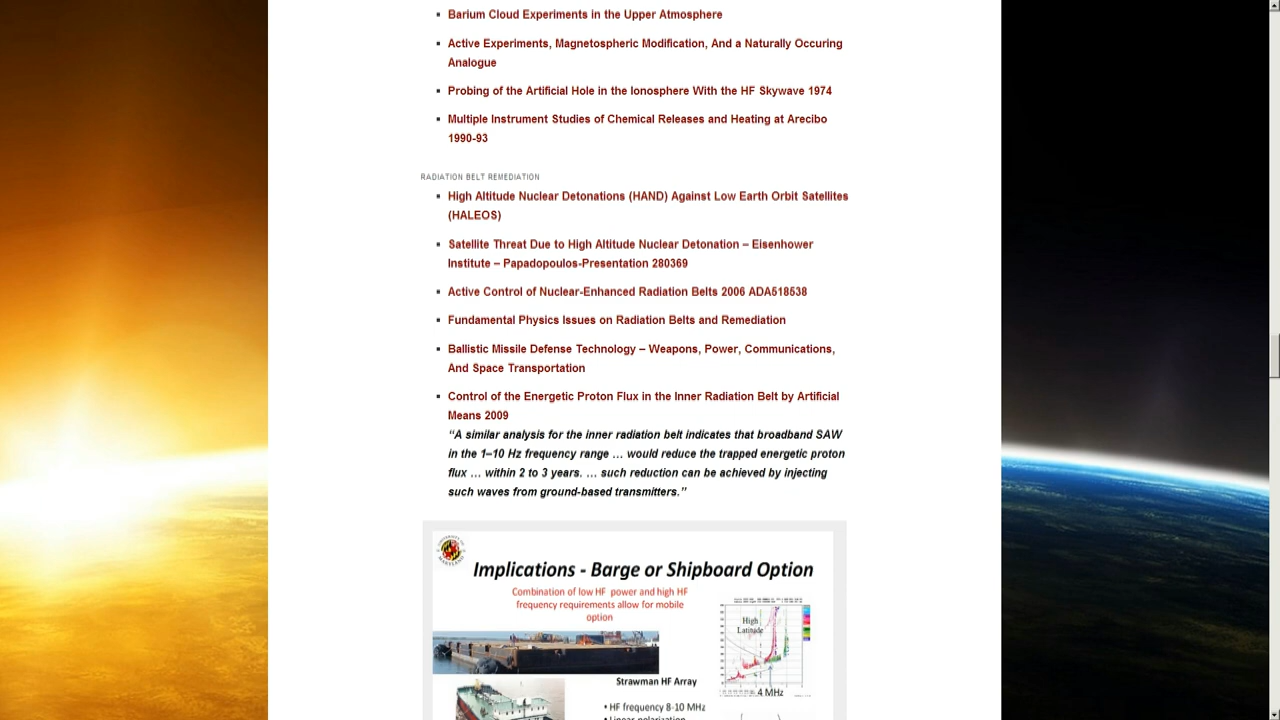 Barium Cloud Experiments in the Upper Atmosphere
Active Experiments, Magnetospheric Modification, And a Naturally Occuring
Analogue
Probing of the Artificial Hole in the Ionosphere With the HF Skywave 1974
Multiple Instrument Studies of Chemical Releases and Heating at Arecibo
1990-93
RADIATION BELT REMEDIATION
High Altitude Nuclear Detonations (HAND) Against Low Earth Orbit Satellites
(HALEOS)
Satellite Threat Due to High Altitude Nuclear Detonation – Eisenhower
Institute – Papadopoulos-Presentation 280369
Active Control of Nuclear-Enhanced Radiation Belts 2006 ADA518538
Fundamental Physics Issues on Radiation Belts and Remediation
Ballistic Missile Defense Technology – Weapons, Power, Communications,
And Space Transportation
Control of the Energetic Proton Flux in the Inner Radiation Belt by Artificial
Means 2009
“A similar analysis for the inner radiation belt indicates that broadband SAW
in the 1–10 Hz frequency range … would reduce the trapped energetic proton
flux … within 2 to 3 years. … such reduction can be achieved by injecting
such waves from ground-based transmitters.”
Implications - Barge or Shipboard Option
Combination of low HF power and high HF
frequency requirements allow for mobile
option
High
Latitude
Strawman HF Array
4 MHz
• HF frequency 8-10 MHz
• Linear polarization